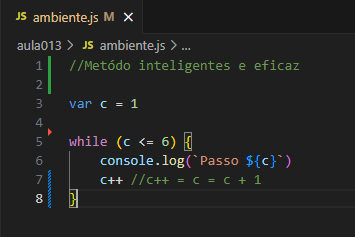 JS ambiente.js M ×
aula013 > JS ambiente.js > ...
1 //Metódo inteligentes e eficaz
2
3 var c = 1
4
5 while (c <= 6) {
6 console.log(`Passo ${c}`)
7 c++ //c++ = c = c + 1
8 }